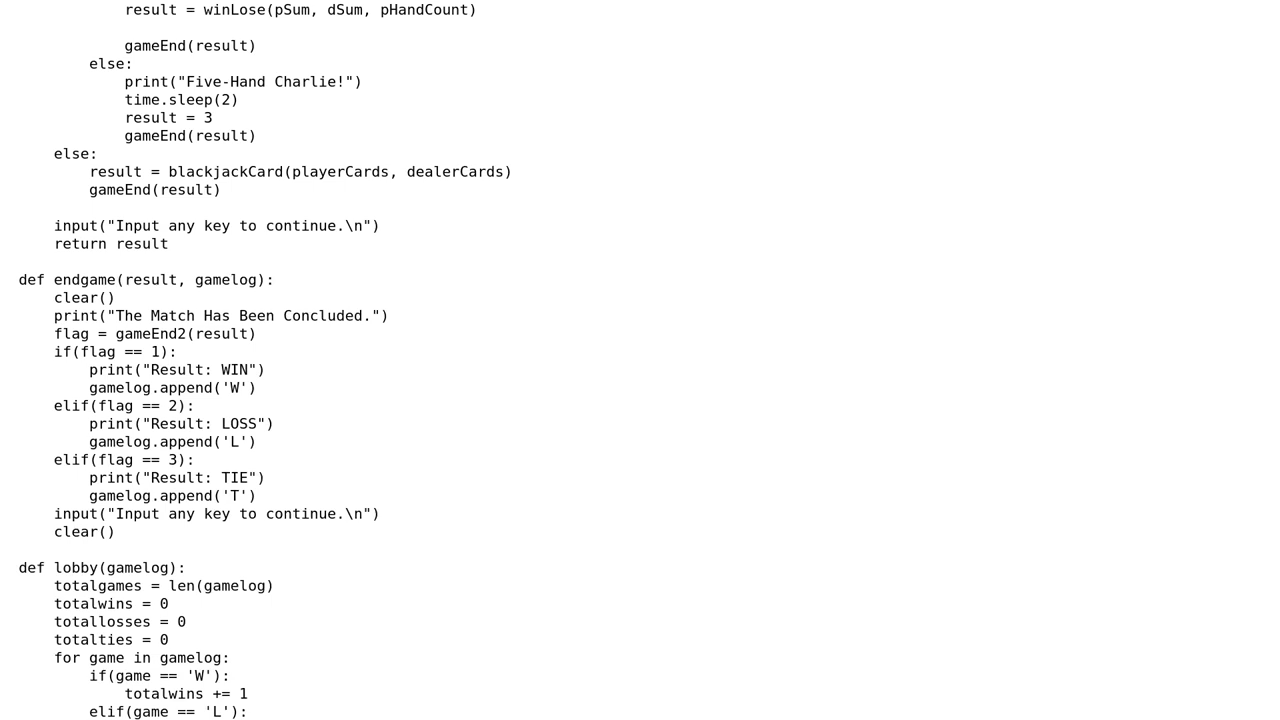 result = winLose(pSum, dSum, pHandCount)

            gameEnd(result)
        else:
            print("Five-Hand Charlie!")
            time.sleep(2)
            result = 3
            gameEnd(result)
    else:
        result = blackjackCard(playerCards, dealerCards)
        gameEnd(result)

    input("Input any key to continue.\n")
    return result

def endgame(result, gamelog):
    clear()
    print("The Match Has Been Concluded.")
    flag = gameEnd2(result)
    if(flag == 1):
        print("Result: WIN")
        gamelog.append('W')
    elif(flag == 2):
        print("Result: LOSS")
        gamelog.append('L')
    elif(flag == 3):
        print("Result: TIE")
        gamelog.append('T')
    input("Input any key to continue.\n")
    clear()

def lobby(gamelog):
    totalgames = len(gamelog)
    totalwins = 0
    totallosses = 0
    totalties = 0
    for game in gamelog:
        if(game == 'W'):
            totalwins += 1
        elif(game == 'L'):